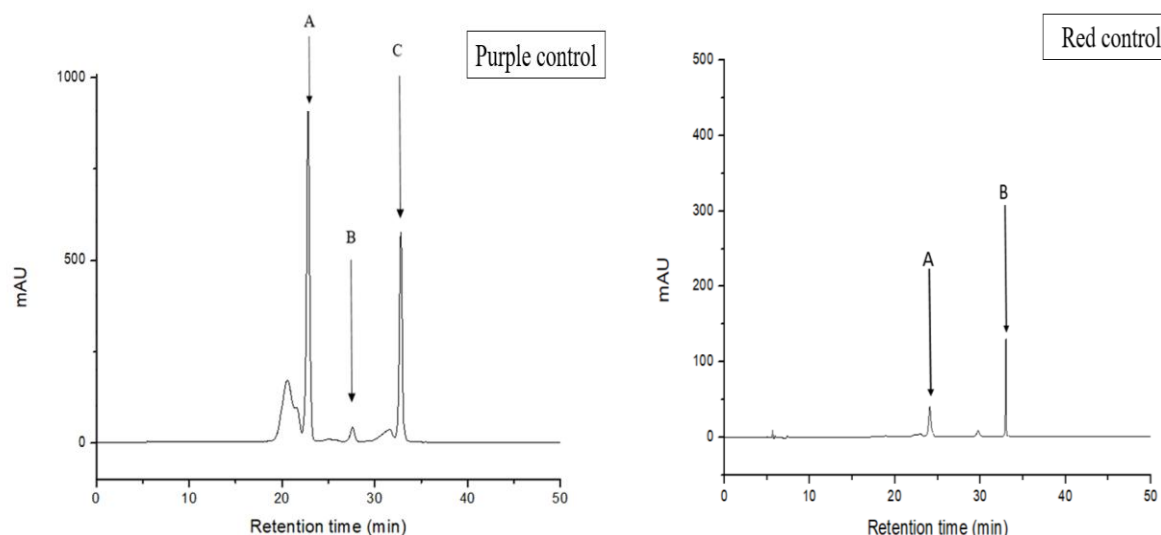 A
C
Purple control
1000
B
500
mAU
0
0 10 20 30 40 50
Retention time (min)
Red control
500
400
300
B
A
200
mAU
100
0
0 10 20 30 40 50
Retention time (min)